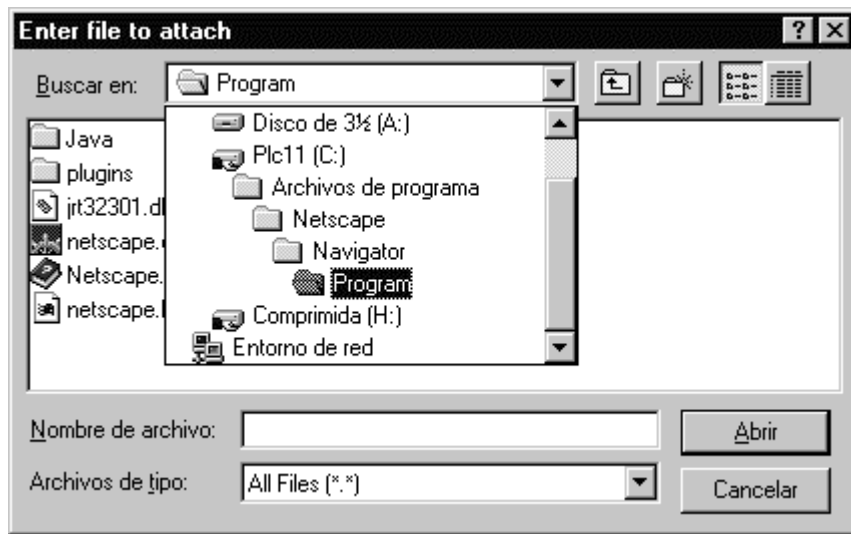 Enter file to attach
Buscar en: Program
Disco de 3½ (A:)
Plc11 (C:)
Archivos de programa
Netscape
Navigator
Program
Comprimida (H:)
Entorno de red
Java
plugins
jrt32301.dl
netscape.
Netscape.
netscape.
Nombre de archivo:
Abrir
Archivos de tipo: All Files (*.*)
Cancelar